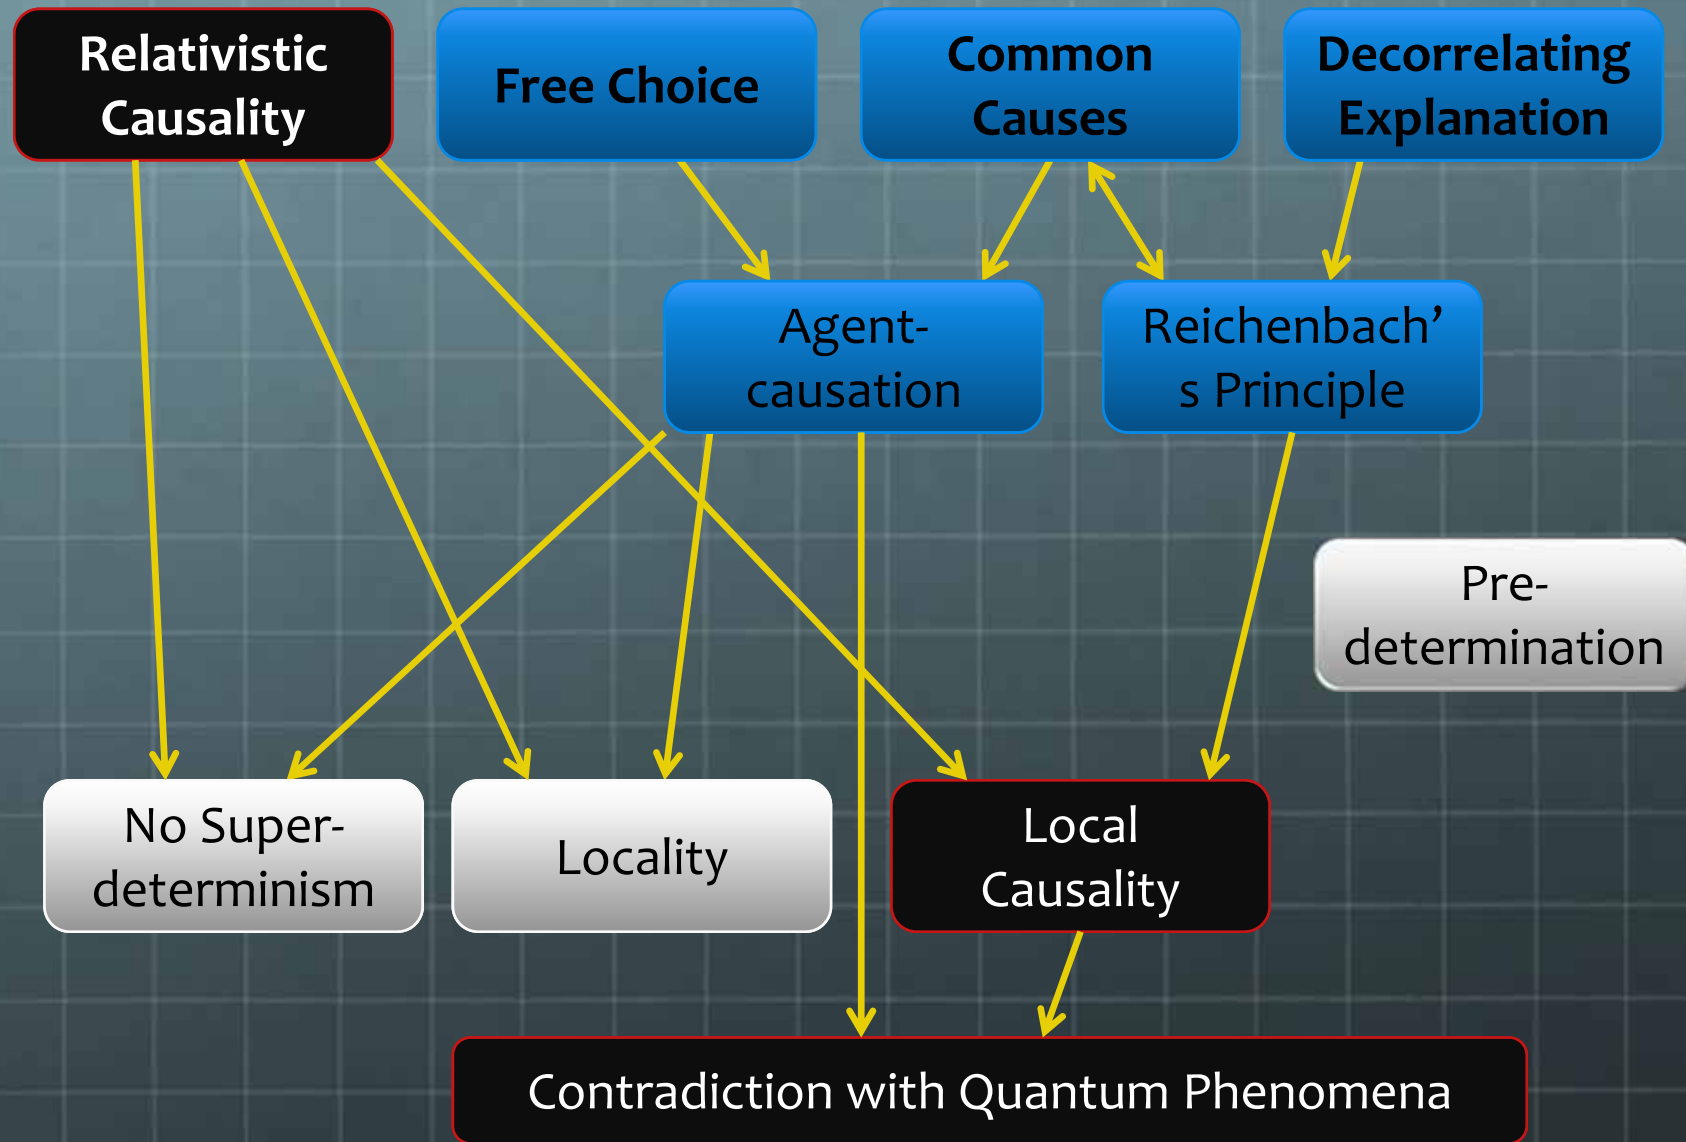 Relativistic
Causality
Free Choice
Common
Causes
Decorrelating
Explanation
Agent-
causation
Reichenbach’
s Principle
Pre-
determination
No Super-
determinism
Locality
Local
Causality
Contradiction with Quantum Phenomena